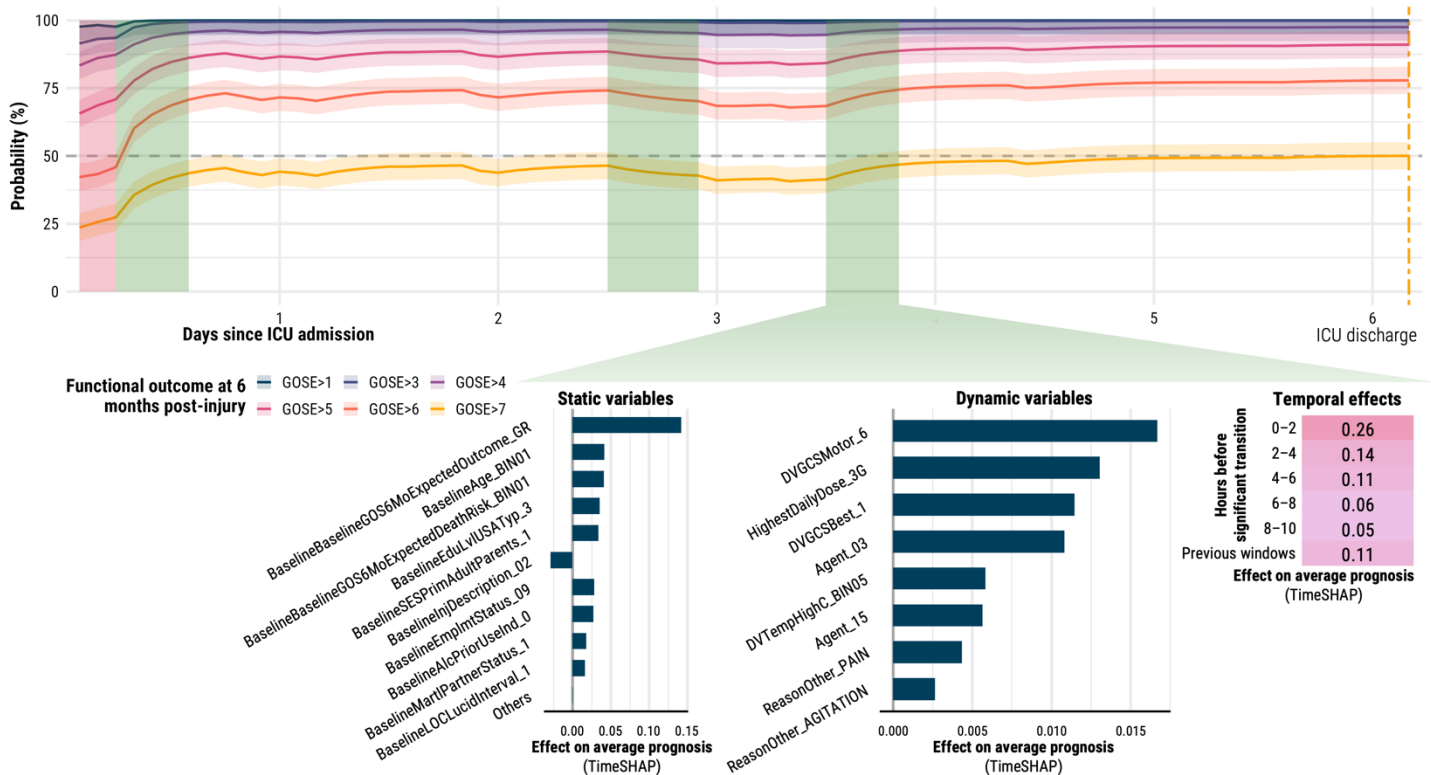 100
75
50
25
0
Probability (%)
1
2
3
5
6
Days since ICU admission
ICU discharge
Functional outcome at 6
months post-injury
GOSE>1
GOSE>3
GOSE>4
GOSE>5
GOSE>6
GOSE>7
Static variables
BaselineBaselineGOS6MoExpectedOutcome_GR
BaselineAge_BIN01
BaselineBaselineGOS6MoExpectedDeathRisk_BIN01
BaselineEduLvlUSATyp_3
BaselineSESPrimAdultParents_1
BaselineInjDescription_02
BaselineEmplmtStatus_09
BaselineAlcPriorUseInd_0
BaselineMartlPartnerStatus_1
BaselineLOCLucidInterval_1
Others
0.00 0.05 0.10 0.15
Effect on average prognosis
(TimeSHAP)
Dynamic variables
DVGCSMotor_6
HighestDailyDose_3G
DVGCSBest_1
Agent_03
DVTempHighC_BIN05
Agent_15
ReasonOther_PAIN
ReasonOther_AGITATION
0.000 0.005 0.010 0.015
Effect on average prognosis
(TimeSHAP)
Temporal effects
Hours before
significant transition
0–2 0.26
2–4 0.14
4–6 0.11
6–8 0.06
8–10 0.05
Previous windows 0.11
Effect on average prognosis
(TimeSHAP)